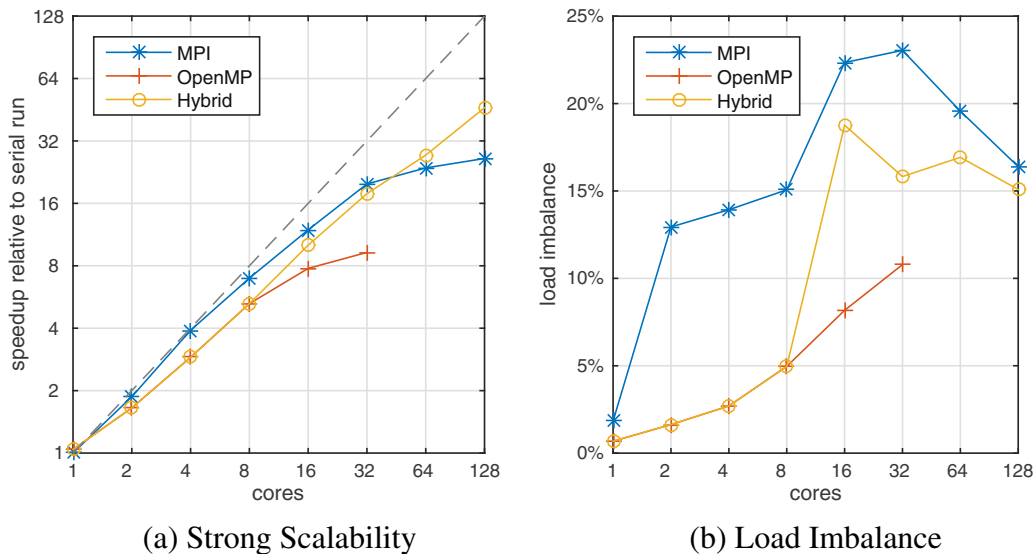 128
64
32
16
8
4
2
1
speedup relative to serial run
MPI
OpenMP
Hybrid
1 2 4 8 16 32 64 128
cores
(a) Strong Scalability
25%
20%
15%
10%
5%
0%
load imbalance
MPI
OpenMP
Hybrid
1 2 4 8 16 32 64 128
cores
(b) Load Imbalance